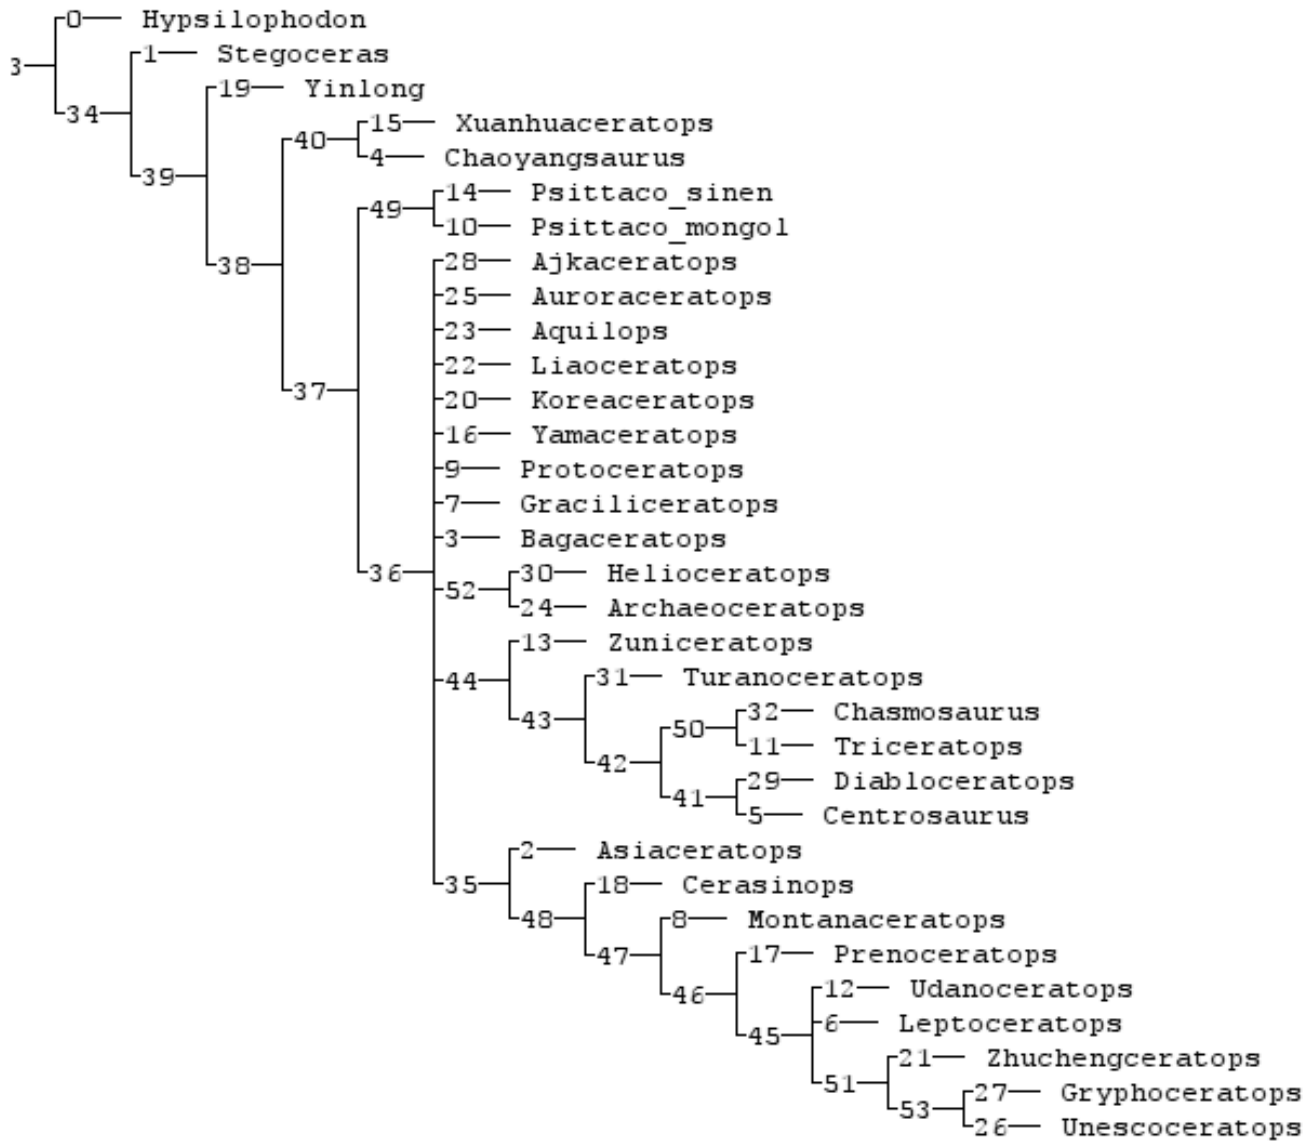 0 Hypsilophodon
1 Stegoceras
3
19 Yinlong
34
15 Xuanhuaceratops
40
4 Chaoyangsaurus
39
14 Psittaco_sinen
49
10 Psittaco_mongol
28 Ajkaceratops
38
25 Auroraceratops
23 Aquilops
22 Liaoceratops
37
20 Koreaceratops
16 Yamaceratops
9 Protoceratops
7 Graciliceratops
3 Bagaceratops
36
30 Helioceratops
52
24 Archaeoceratops
13 Zuniceratops
44
31 Turanoceratops
43
32 Chasmosaurus
50
11 Triceratops
42
29 Diabloceratops
41
5 Centrosaurus
2 Asiaceratops
35
18 Cerasinops
48
8 Montanaceratops
47
17 Prenoceratops
46
12 Udanoceratops
6 Leptoceratops
45
21 Zhuchengceratops
51
27 Gryphoceratops
53
26 Unescoceratops